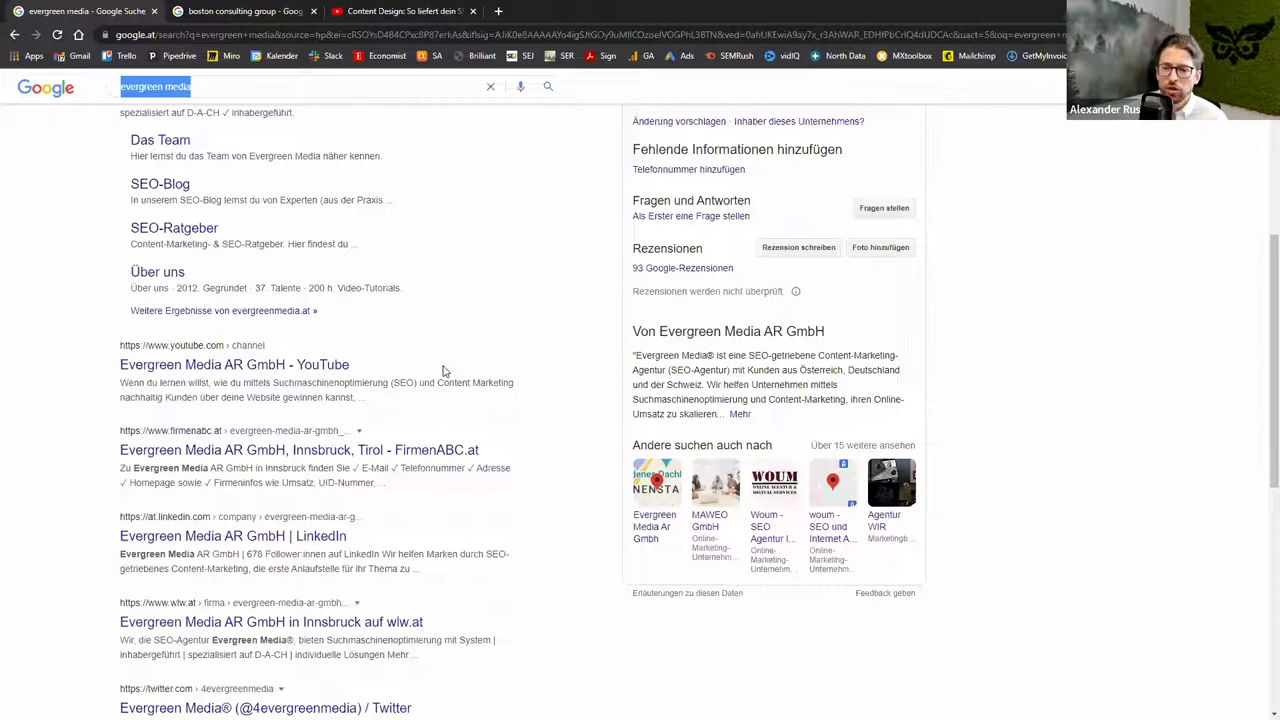 evergreen media - Google Suche
boston consulting group - Goog
Content Design: So liefert dein S
Apps
Gmail
Pipedrive
Miro
Kalender
Slack
Economist
SA
Brilliant
SEJ
SER
SA
GA
Ads
SEMRush
vidIQ
North Data
MXtoolbox
Mailchimp
GetMyInvoic
Alexander Rus
Google
evergreen media
spezialisiert auf D-A-CH ✓ inhabergeführt.
Das Team
Hier lernst du das Team von Evergreen Media näher kennen.
SEO-Blog
In unserem SEO-Blog lernst du von Experten (aus der Praxis ...
SEO-Ratgeber
Content-Marketing- & SEO-Ratgeber. Hier findest du ...
Über uns
Über uns · 2012. Gegründet · 37. Talente · 200 h. Video-Tutorials.
Weitere Ergebnisse von evergreenmedia.at »
https://www.youtube.com › channel
Evergreen Media AR GmbH - YouTube
Wenn du lernen willst, wie du mittels Suchmaschinenoptimierung (SEO) und Content Marketing
nachhaltig Kunden über deine Website gewinnen kannst, ...
https://www.firmenabc.at › evergreen-media-ar-gmbh_...
Evergreen Media AR GmbH, Innsbruck, Tirol - FirmenABC.at
Zu Evergreen Media AR GmbH in Innsbruck finden Sie ✓ E-Mail ✓ Telefonnummer ✓ Adresse
✓ Homepage sowie ✓ Firmeninfos wie Umsatz, UID-Nummer, ...
https://at.linkedin.com › company › evergreen-media-ar-g...
Evergreen Media AR GmbH | LinkedIn
Evergreen Media AR GmbH | 678 Follower:innen auf LinkedIn Wir helfen Marken durch SEO-
getriebenes Content-Marketing, die erste Anlaufstelle für ihr Thema zu ...
https://www.wlw.at › firma › evergreen-media-ar-gmbh...
Evergreen Media AR GmbH in Innsbruck auf wlw.at
Wir, die SEO-Agentur Evergreen Media®, bieten Suchmaschinenoptimierung mit System |
inhabergeführt | spezialisiert auf D-A-CH | individuelle Lösungen Mehr ...
https://twitter.com › 4evergreenmedia
Evergreen Media® (@4evergreenmedia) / Twitter
Änderung vorschlagen · Inhaber dieses Unternehmens?
Fehlende Informationen hinzufügen
Telefonnummer hinzufügen
Fragen und Antworten
Als Erster eine Frage stellen
Fragen stellen
Rezensionen
Rezension schreiben
Foto hinzufügen
93 Google-Rezensionen
Rezensionen werden nicht überprüft
Von Evergreen Media AR GmbH
"Evergreen Media® ist eine SEO-getriebene Content-Marketing-
Agentur (SEO-Agentur) mit Kunden aus Österreich, Deutschland
und der Schweiz. Wir helfen Unternehmen mittels
Suchmaschinenoptimierung und Content-Marketing, ihren Online-
Umsatz zu skalieren... Mehr
Andere suchen auch nach
Über 15 weitere ansehen
WOUM
Evergreen
Media Ar
Gmbh
MAWEO
GmbH
Online-
Marketing-
Unternehm...
Woum -
SEO
Agentur I...
Online-
Marketing-
Unternehm...
woum -
SEO und
Internet A...
Online-
Marketing-
Unternehm...
Agentur
WIR
Marketingb...
Erläuterungen zu diesen Daten
Feedback geben